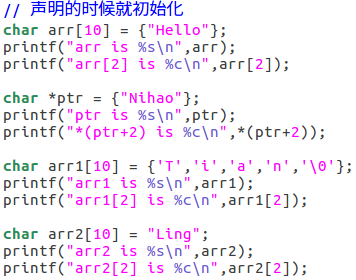 // 声明的时候就初始化
char arr[10] = {"Hello"};
printf("arr is %s\n",arr);
printf("arr[2] is %c\n",arr[2]);
char *ptr = {"Nihao"};
printf("ptr is %s\n",ptr);
printf("*(ptr+2) is %c\n",*(ptr+2));
char arr1[10] = {'T','i','a','n','\0'};
printf("arr1 is %s\n",arr1);
printf("arr1[2] is %c\n",arr1[2]);
char arr2[10] = "Ling";
printf("arr2 is %s\n",arr2);
printf("arr2[2] is %c\n",arr2[2]);